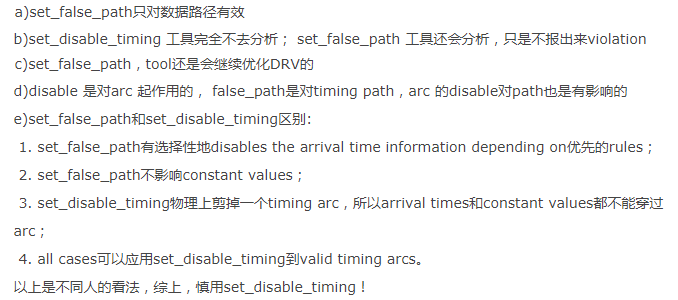 a)set_false_path只对数据路径有效
b)set_disable_timing 工具完全不去分析； set_false_path 工具还会分析，只是不报出来violation
c)set_false_path，tool还是会继续优化DRV的
d)disable 是对arc 起作用的， false_path是对timing path，arc 的disable对path也是有影响的
e)set_false_path和set_disable_timing区别:
1. set_false_path有选择性地disables the arrival time information depending on优先的rules；
2. set_false_path不影响constant values；
3. set_disable_timing物理上剪掉一个timing arc，所以arrival times和constant values都不能穿过
arc；
4. all cases可以应用set_disable_timing到valid timing arcs。
以上是不同人的看法，综上，慎用set_disable_timing！